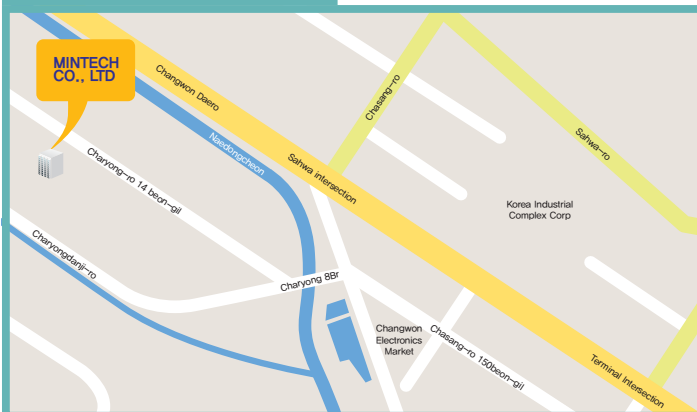 MINTECH
CO., LTD
Changwon Daero
Chasang-ro
Sahwa-ro
Naedongcheon
Sahwa intersection
Charyong-ro 14 beon-gil
Korea Industrial
Complex Corp
Charyongdanji-ro
Charyong 8Br
Changwon
Electronics
Market
Chasang-ro 150beon-gil
Terminal Intersection